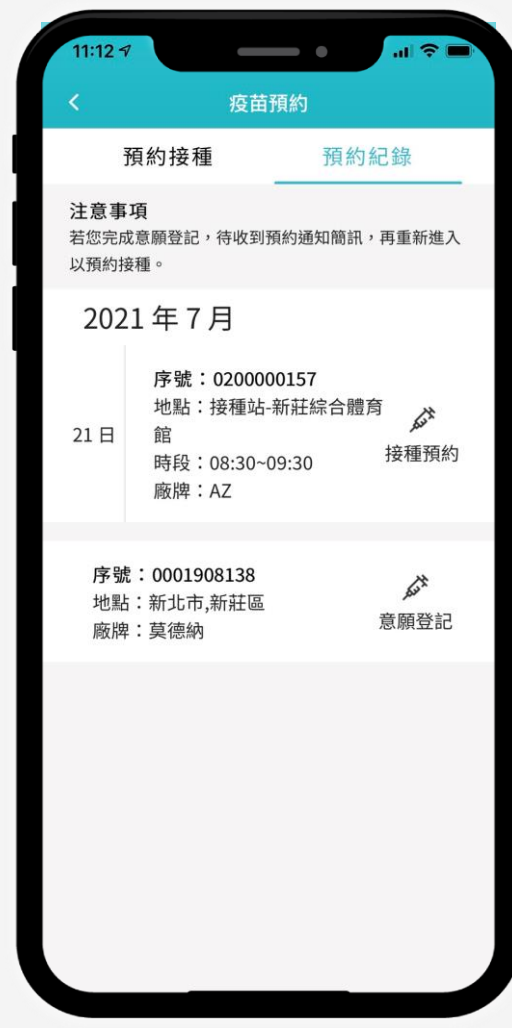 11:12
疫苗預約
預約接種 預約紀錄
注意事項
若您完成意願登記，待收到預約通知簡訊，再重新進入
以預約接種。
2021 年 7 月
21 日
序號：0200000157
地點：接種站-新莊綜合體育
館
時段：08:30~09:30
廠牌：AZ
接種預約
序號：0001908138
地點：新北市,新莊區
廠牌：莫德納
意願登記